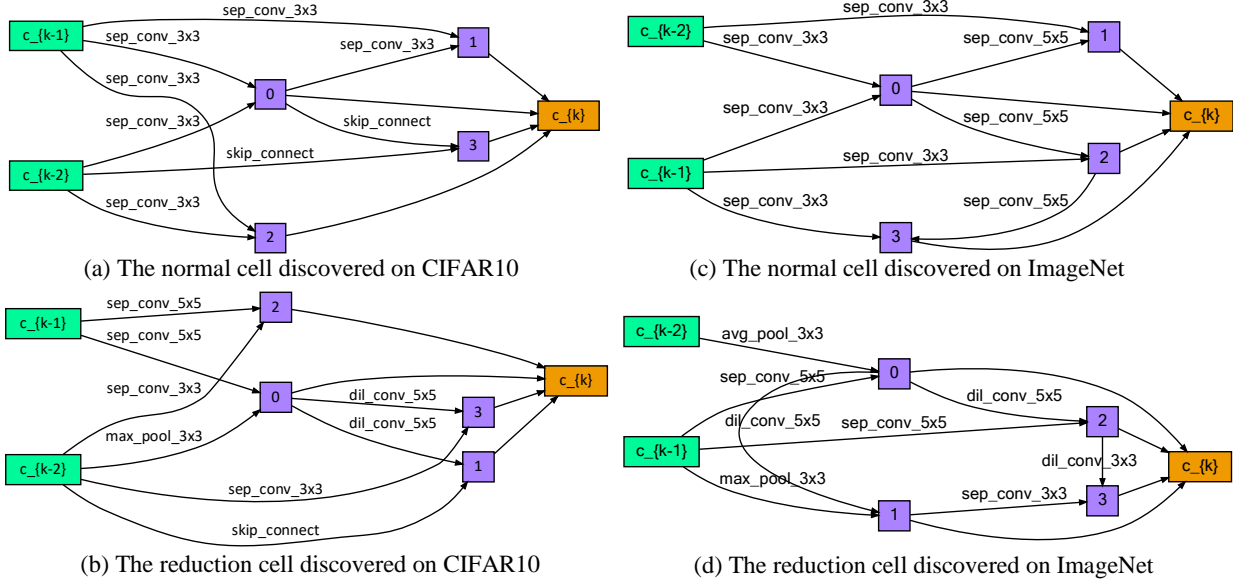 sep_conv_3x3
c_{k-1}
sep_conv_3x3
sep_conv_3x3
1
sep_conv_3x3
0
c_{k}
sep_conv_3x3
skip_connect
3
skip_connect
c_{k-2}
sep_conv_3x3
2
(a) The normal cell discovered on CIFAR10
sep_conv_3x3
c_{k-2}
1
sep_conv_3x3
sep_conv_5x5
0
sep_conv_3x3
c_{k}
sep_conv_5x5
sep_conv_3x3
2
c_{k-1}
sep_conv_3x3
sep_conv_5x5
3
(c) The normal cell discovered on ImageNet
sep_conv_5x5
2
c_{k-1}
sep_conv_5x5
c_{k}
sep_conv_3x3
0
dil_conv_5x5
3
max_pool_3x3
dil_conv_5x5
c_{k-2}
1
sep_conv_3x3
skip_connect
(b) The reduction cell discovered on CIFAR10
c_{k-2}
avg_pool_3x3
0
sep_conv_5x5
dil_conv_5x5
dil_conv_5x5
2
sep_conv_5x5
c_{k-1}
dil_conv_3x3
c_{k}
max_pool_3x3
sep_conv_3x3
3
1
(d) The reduction cell discovered on ImageNet